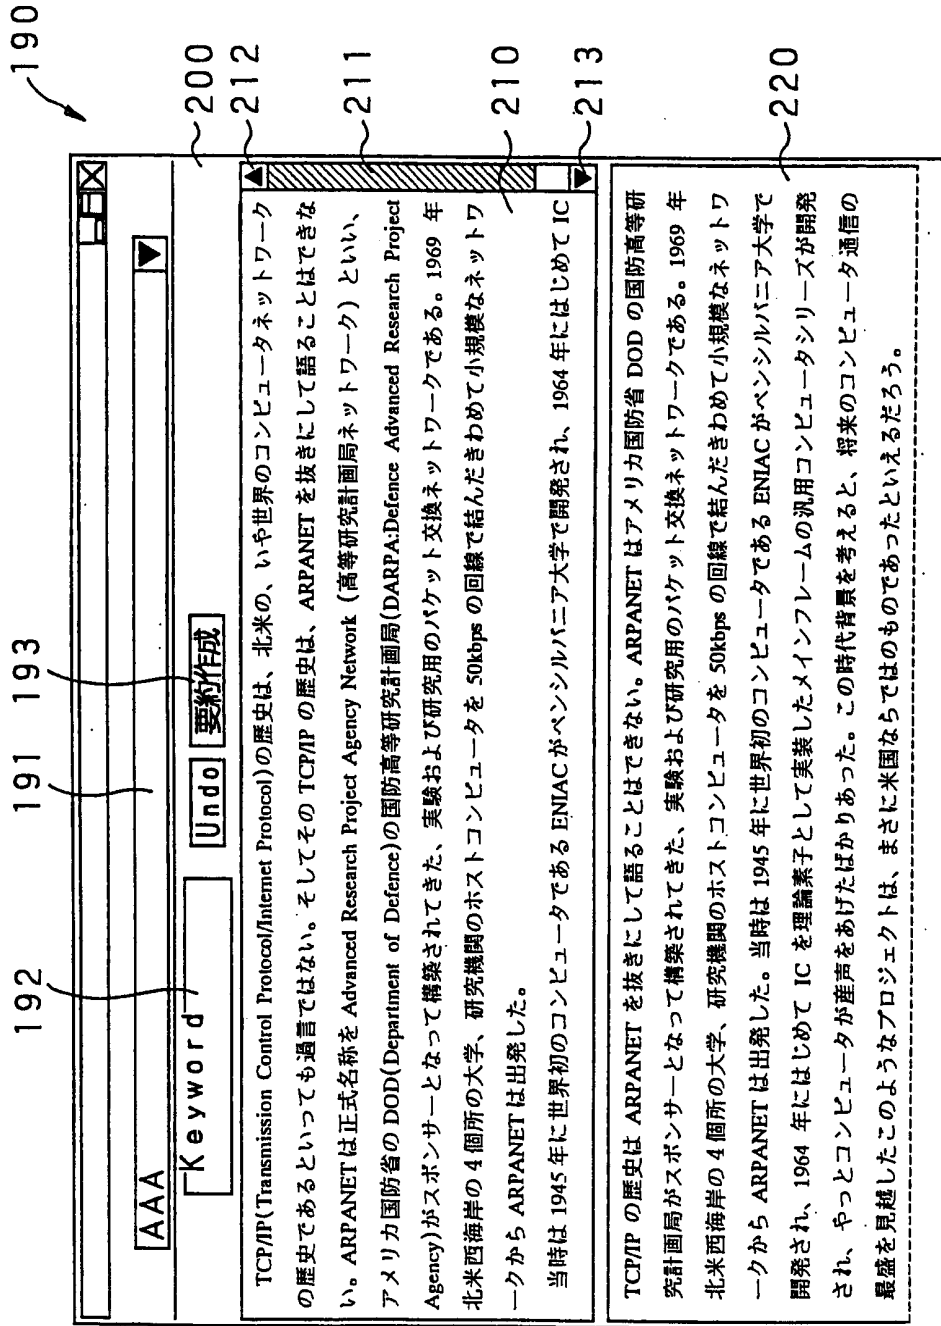 190
192
191
193
AAA
Keyword
Undo
要約作成
200
212
211
210
213
220
TCP/IP(Transmission Control Protocol/Internet Protocol)の歴史は、北米の、いや世界のコンピュータネットワーク
の歴史であるといっても過言ではない。そしてその TCP/IP の歴史は、ARPANET を抜きにして語ることはできな
い。ARPANET は正式名称を Advanced Research Project Agency Network (高等研究計画局ネットワーク) といい、
アメリカ国防省の DOD(Department of Defence)の国防高等研究計画局(DARPA:Defence Advanced Research Project
Agency)がスポンサーとなって構築されてきた、実験および研究用のパケット交換ネットワークである。1969 年
北米西海岸の 4 個所の大学、研究機関のホストコンピュータを 50kbps の回線で結んだきわめて小規模なネットワ
ークから ARPANET は出発した。
当時は 1945 年に世界初のコンピュータである ENIAC がペンシルバニア大学で開発され、1964 年にはじめて IC
TCP/IP の歴史は ARPANET を抜きにして語ることはできない。ARPANET はアメリカ国防省 DOD の国防高等研
究計画局がスポンサーとなって構築されてきた、実験および研究用のパケット交換ネットワークである。1969 年
北米西海岸の 4 個所の大学、研究機関のホストコンピュータを 50kbps の回線で結んだきわめて小規模なネットワ
ークから ARPANET は出発した。当時は 1945 年に世界初のコンピュータである ENIAC がペンシルバニア大学で
開発され、1964 年にはじめて IC を理論素子として実装したメインフレームの汎用コンピュータシリーズが開発
され、やっとコンピュータが産声をあげたばかりあった。この時代背景を考えると、将来のコンピュータ通信の
最盛を見越したこのようなプロジェクトは、まさに米国ならではのものであったといえるだろう。